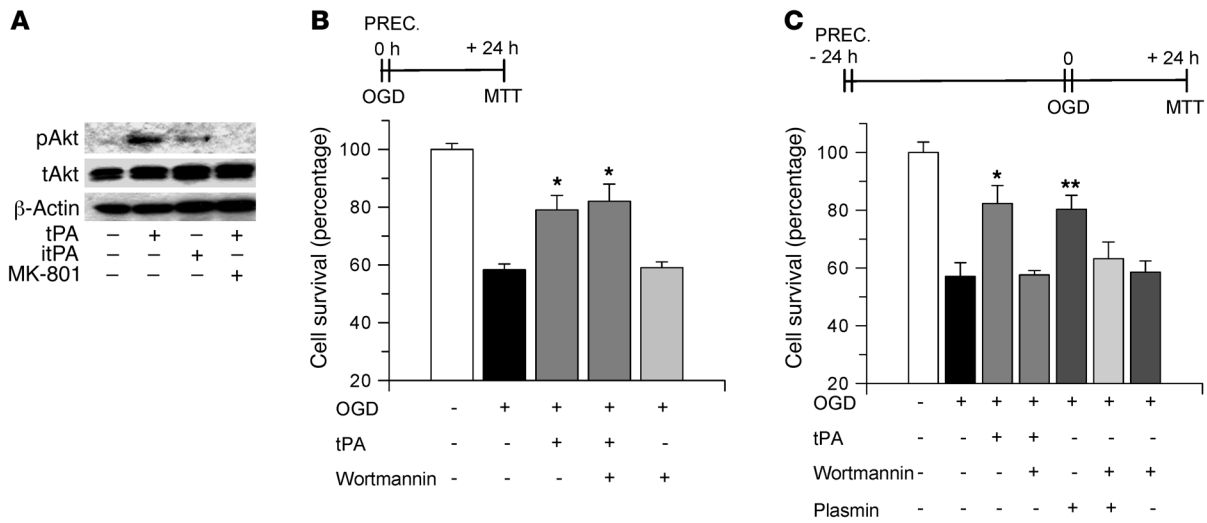 A
pAkt
tAkt
β-Actin
tPA – + – +
itPA – – + –
MK-801 – – – +
B
PREC.
0 h + 24 h
OGD MTT
Cell survival (percentage)
100
80
60
40
20
* *
OGD - + + + +
tPA - - + + -
Wortmannin - - - + +
C
PREC.
- 24 h 0 + 24 h
OGD MTT
Cell survival (percentage)
100
80
60
40
20
* **
OGD - + + + + + +
tPA - - + + - - -
Wortmannin - - - + - + +
Plasmin - - - - + + -